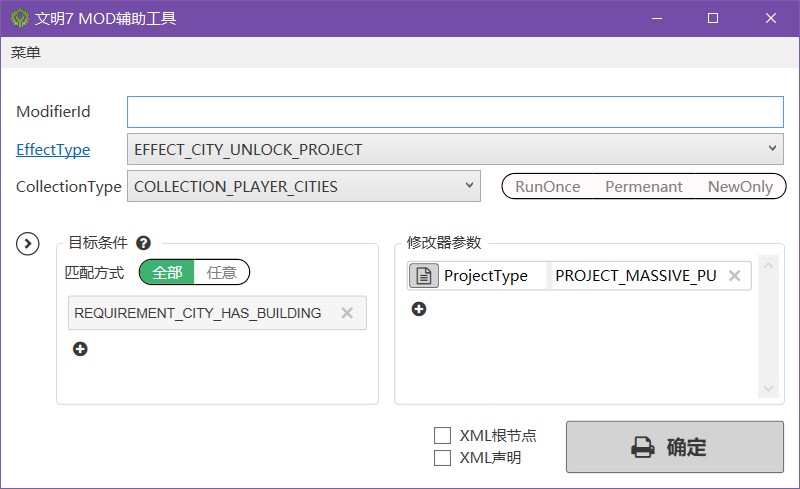 文明7 MOD辅助工具
菜单
ModifierId
EffectType EFFECT_CITY_UNLOCK_PROJECT
CollectionType COLLECTION_PLAYER_CITIES RunOnce Permenant NewOnly
目标条件
匹配方式 全部 任意
REQUIREMENT_CITY_HAS_BUILDING
修改器参数
ProjectType PROJECT_MASSIVE_PU
XML根节点
XML声明
确定